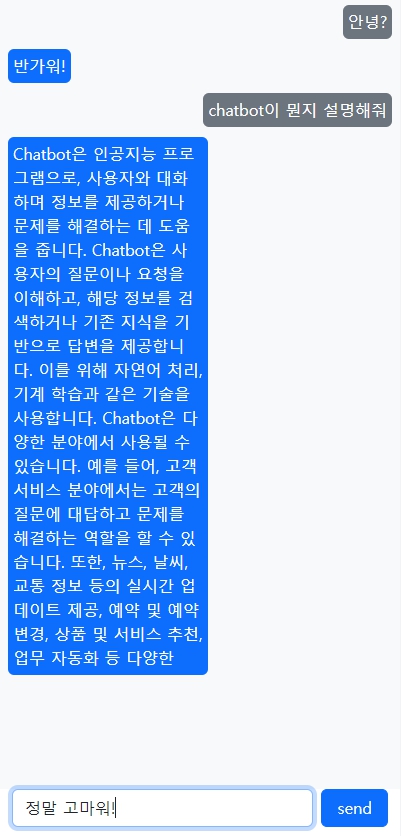 안녕?
반가워!
chatbot이 뭔지 설명해줘
Chatbot은 인공지능 프로
그램으로, 사용자와 대화
하며 정보를 제공하거나
문제를 해결하는 데 도움
을 줍니다. Chatbot은 사
용자의 질문이나 요청을
이해하고, 해당 정보를 검
색하거나 기존 지식을 기
반으로 답변을 제공합니
다. 이를 위해 자연어 처리,
기계 학습과 같은 기술을
사용합니다. Chatbot은 다
양한 분야에서 사용될 수
있습니다. 예를 들어, 고객
서비스 분야에서는 고객의
질문에 대답하고 문제를
해결하는 역할을 할 수 있
습니다. 또한, 뉴스, 날씨,
교통 정보 등의 실시간 업
데이트 제공, 예약 및 예약
변경, 상품 및 서비스 추천,
업무 자동화 등 다양한
정말 고마워!
send